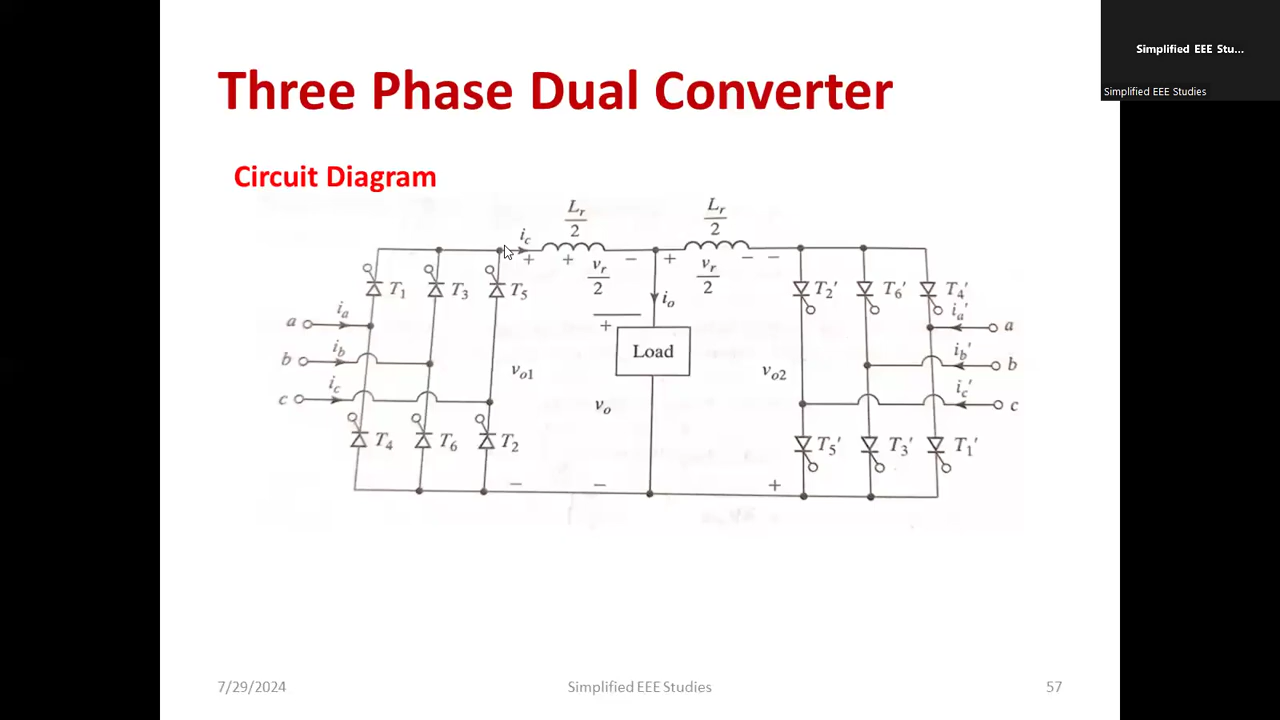 Simplified EEE Stu...
Simplified EEE Studies
Three Phase Dual Converter
Circuit Diagram
Lr/2 Lr/2
ic
+ + vr/2 − + vr/2 − −
T1 T3 T5 io T2' T6' T4'
a ia + ia' a
b ib Load ib' b
c ic vo1 vo vo2 ic' c
T4 T6 T2 T5' T3' T1'
− − +
7/29/2024 Simplified EEE Studies 57